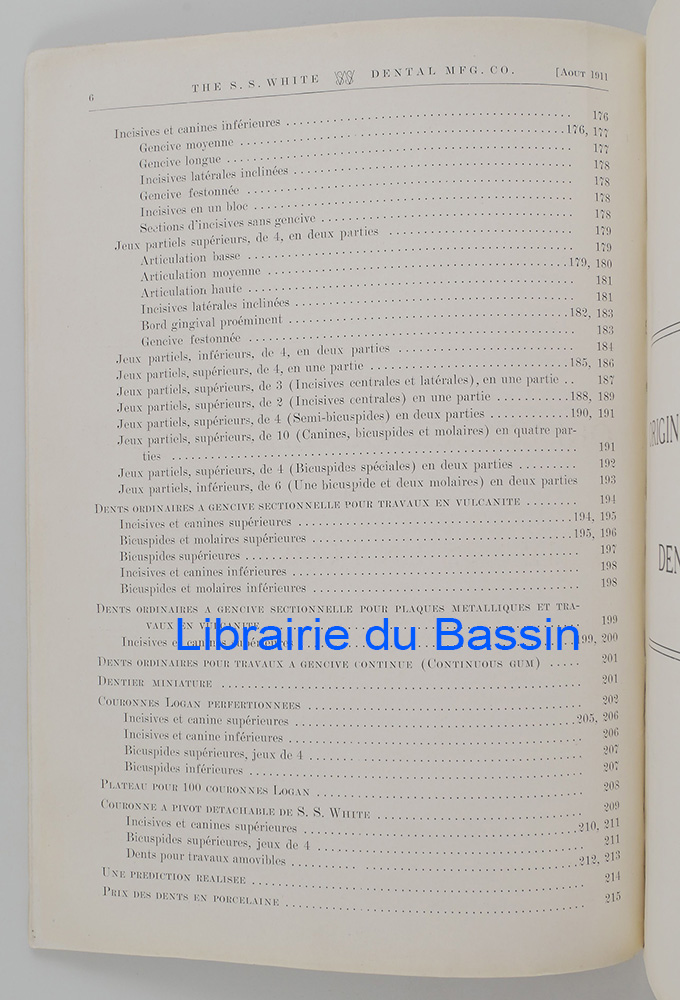 6 THE S. S. WHITE DENTAL MFG. CO. [AOUT 1911
Incisives et canines inférieures 176
Gencive moyenne 176, 177
Gencive longue 177
Incisives latérales inclinées 178
Gencive festonnée 178
Incisives en un bloc 178
Sections d'incisives sans gencive 178
Jeux partiels supérieurs, de 4, en deux parties 179
Articulation basse 179
Articulation moyenne 179, 180
Articulation haute 181
Incisives latérales inclinées 181
Bord gingival proéminent 182, 183
Gencive festonnée 183
Jeux partiels, inférieurs, de 4, en deux parties 184
Jeux partiels, supérieurs, de 4, en une partie 185, 186
Jeux partiels, supérieurs, de 3 (Incisives centrales et latérales), en une partie 187
Jeux partiels, supérieurs, de 2 (Incisives centrales) en une partie 188, 189
Jeux partiels, supérieurs, de 4 (Semi-bicuspides) en deux parties 190, 191
Jeux partiels, supérieurs, de 10 (Canines, bicuspides et molaires) en quatre par-
ties 191
Jeux partiels, supérieurs, de 4 (Bicuspides spéciales) en deux parties 192
Jeux partiels, inférieurs, de 6 (Une bicuspide et deux molaires) en deux parties 193
DENTS ORDINAIRES A GENCIVE SECTIONNELLE POUR TRAVAUX EN VULCANITE 194
Incisives et canines supérieures 194, 195
Bicuspides et molaires supérieures 195, 196
Bicuspides supérieures 197
Incisives et canines inférieures 198
Bicuspides et molaires inférieures 198
DENTS ORDINAIRES A GENCIVE SECTIONNELLE POUR PLAQUES METALLIQUES ET TRA-
VAUX EN VULCANITE 199
Incisives et canines supérieures 199, 200
Librairie du Bassin
DENTS ORDINAIRES POUR TRAVAUX A GENCIVE CONTINUE (CONTINUOUS GUM) 201
DENTIER MINIATURE 201
COURONNES LOGAN PERFERTIONNEES 202
Incisives et canine supérieures 205, 206
Incisives et canine inférieures 206
Bicuspides supérieures, jeux de 4 207
Bicuspides inférieures 207
PLATEAU POUR 100 COURONNES LOGAN 208
COURONNE A PIVOT DETACHABLE DE S. S. WHITE 209
Incisives et canines supérieures 210, 211
Bicuspides supérieures, jeux de 4 211
Dents pour travaux amovibles 212, 213
UNE PREDICTION REALISEE 214
PRIX DES DENTS EN PORCELAINE 215
RIGIN
DEN